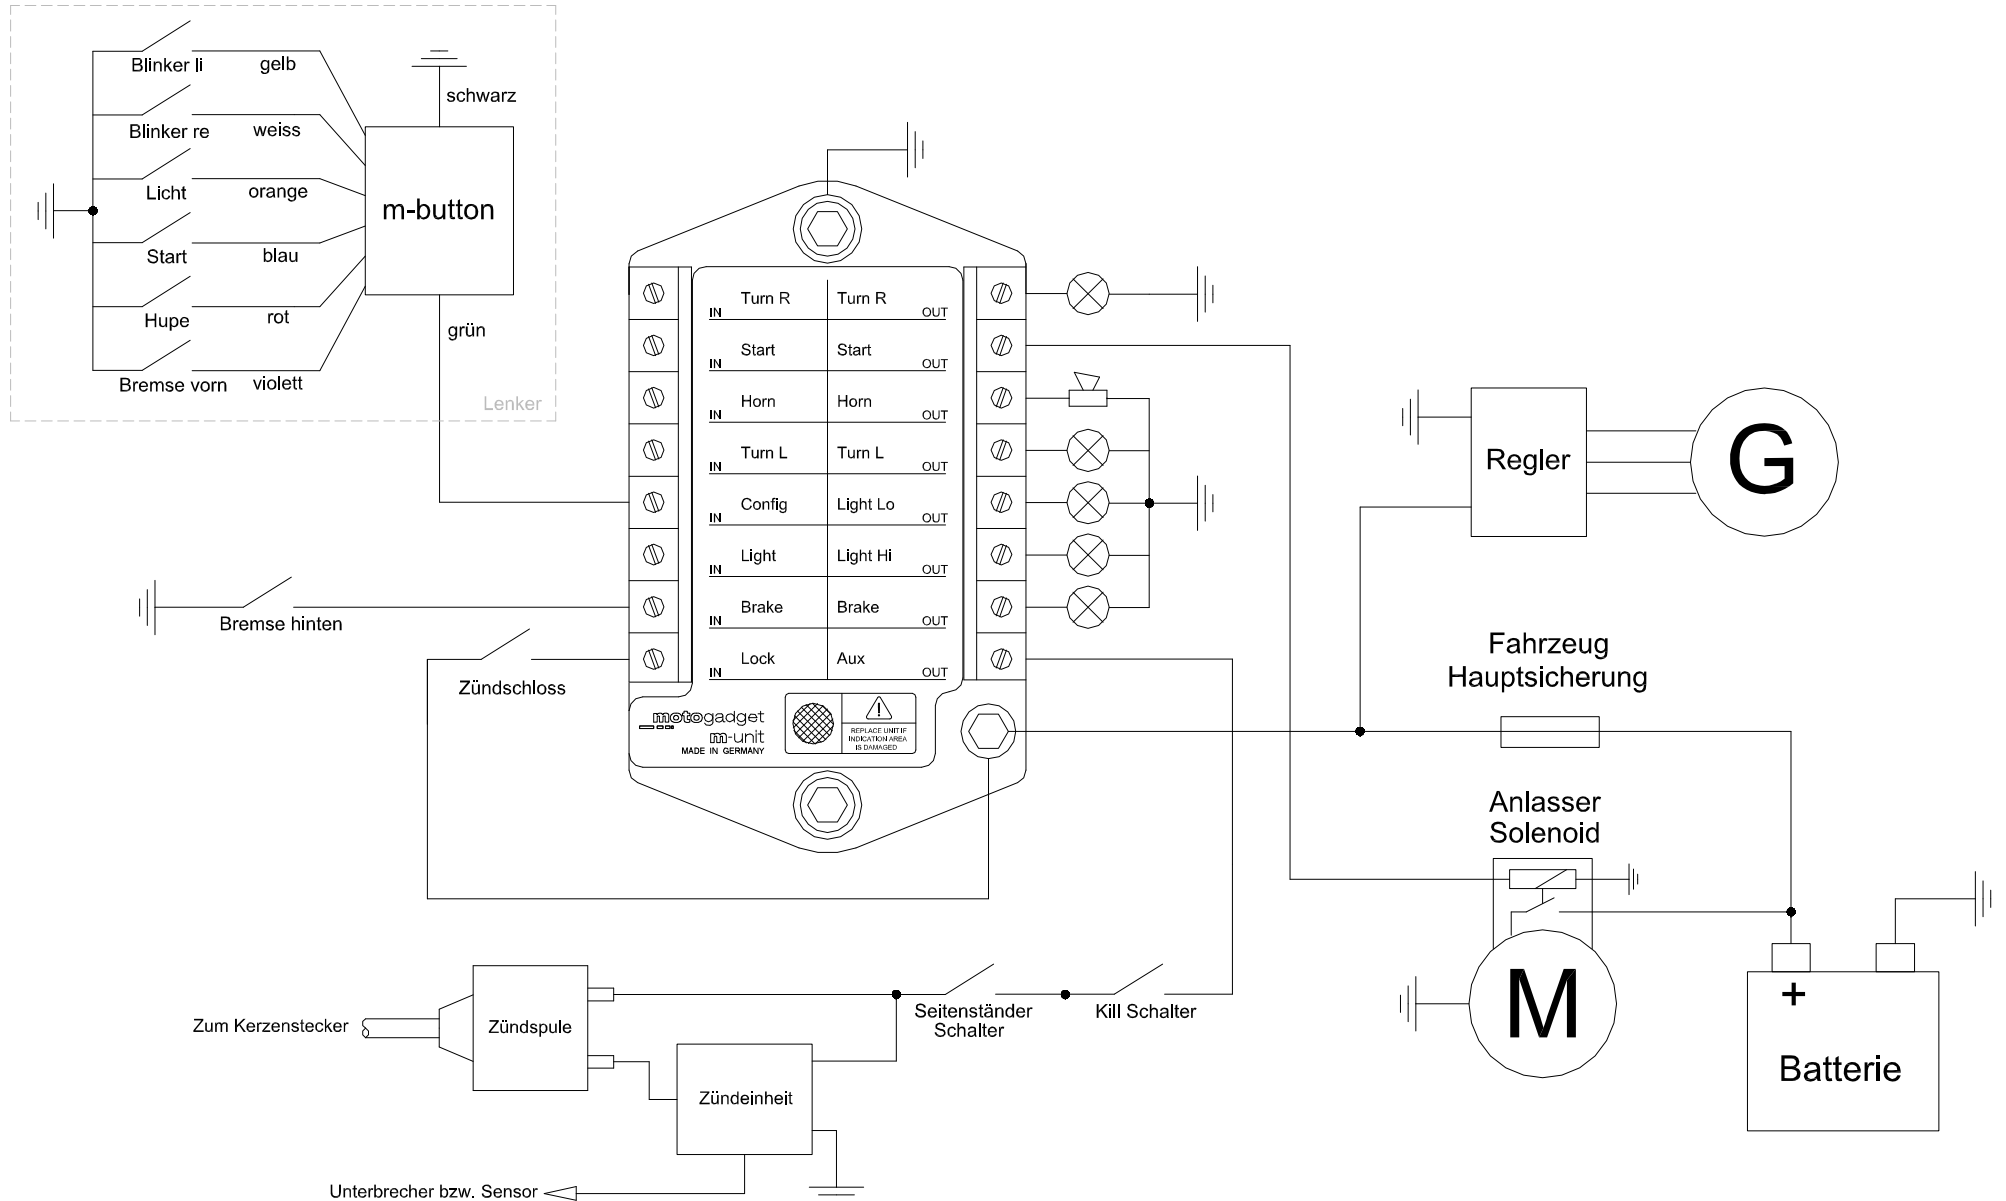 Blinker li
gelb
Blinker re
weiss
Licht
orange
Start
blau
Hupe
rot
Bremse vorn
violett
schwarz
m-button
grün
Lenker
IN Turn R Turn R OUT
IN Start Start OUT
IN Horn Horn OUT
IN Turn L Turn L OUT
IN Config Light Lo OUT
IN Light Light Hi OUT
IN Brake Brake OUT
IN Lock Aux OUT
motogadget
m-unit
MADE IN GERMANY
REPLACE UNIT IF
INDICATION AREA
IS DAMAGED
Bremse hinten
Zündschloss
Regler
G
Fahrzeug
Hauptsicherung
Anlasser
Solenoid
M
+
Batterie
Zum Kerzenstecker
Zündspule
Seitenständer
Schalter
Kill Schalter
Zündeinheit
Unterbrecher bzw. Sensor